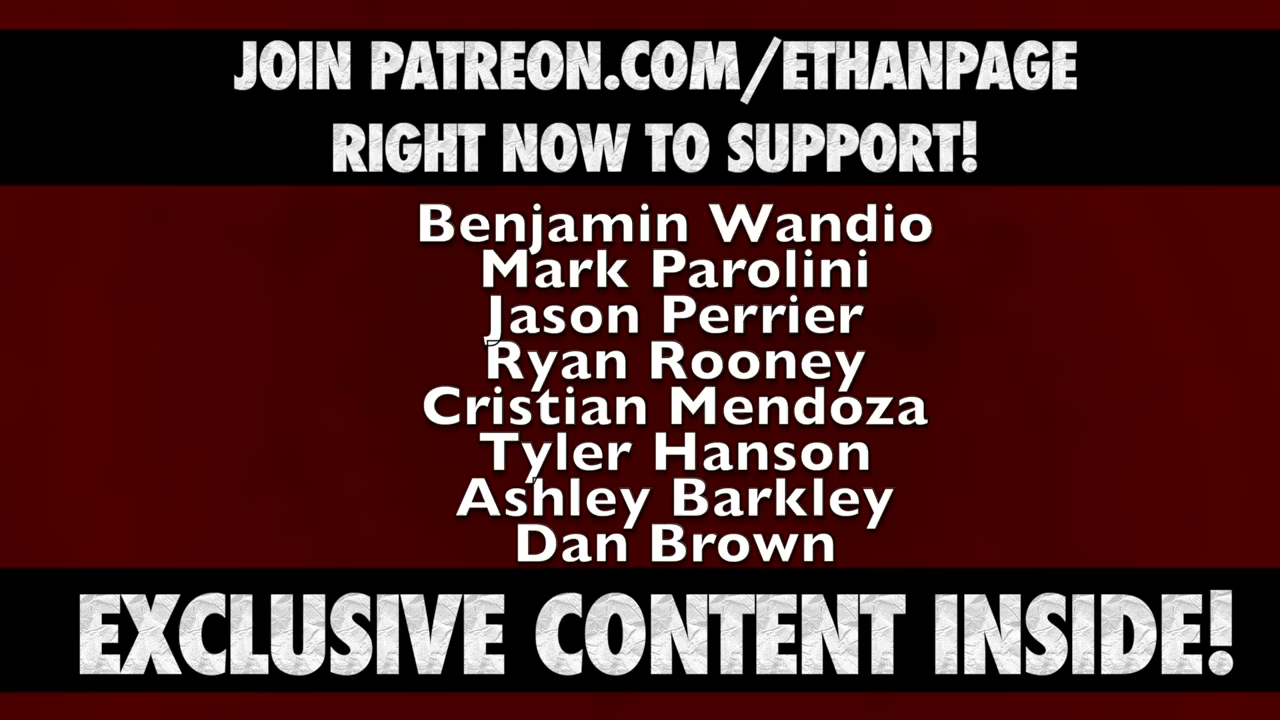 JOIN PATREON.COM/ETHANPAGE
RIGHT NOW TO SUPPORT!
Benjamin Wandio
Mark Parolini
Jason Perrier
Ryan Rooney
Cristian Mendoza
Tyler Hanson
Ashley Barkley
Dan Brown
EXCLUSIVE CONTENT INSIDE!